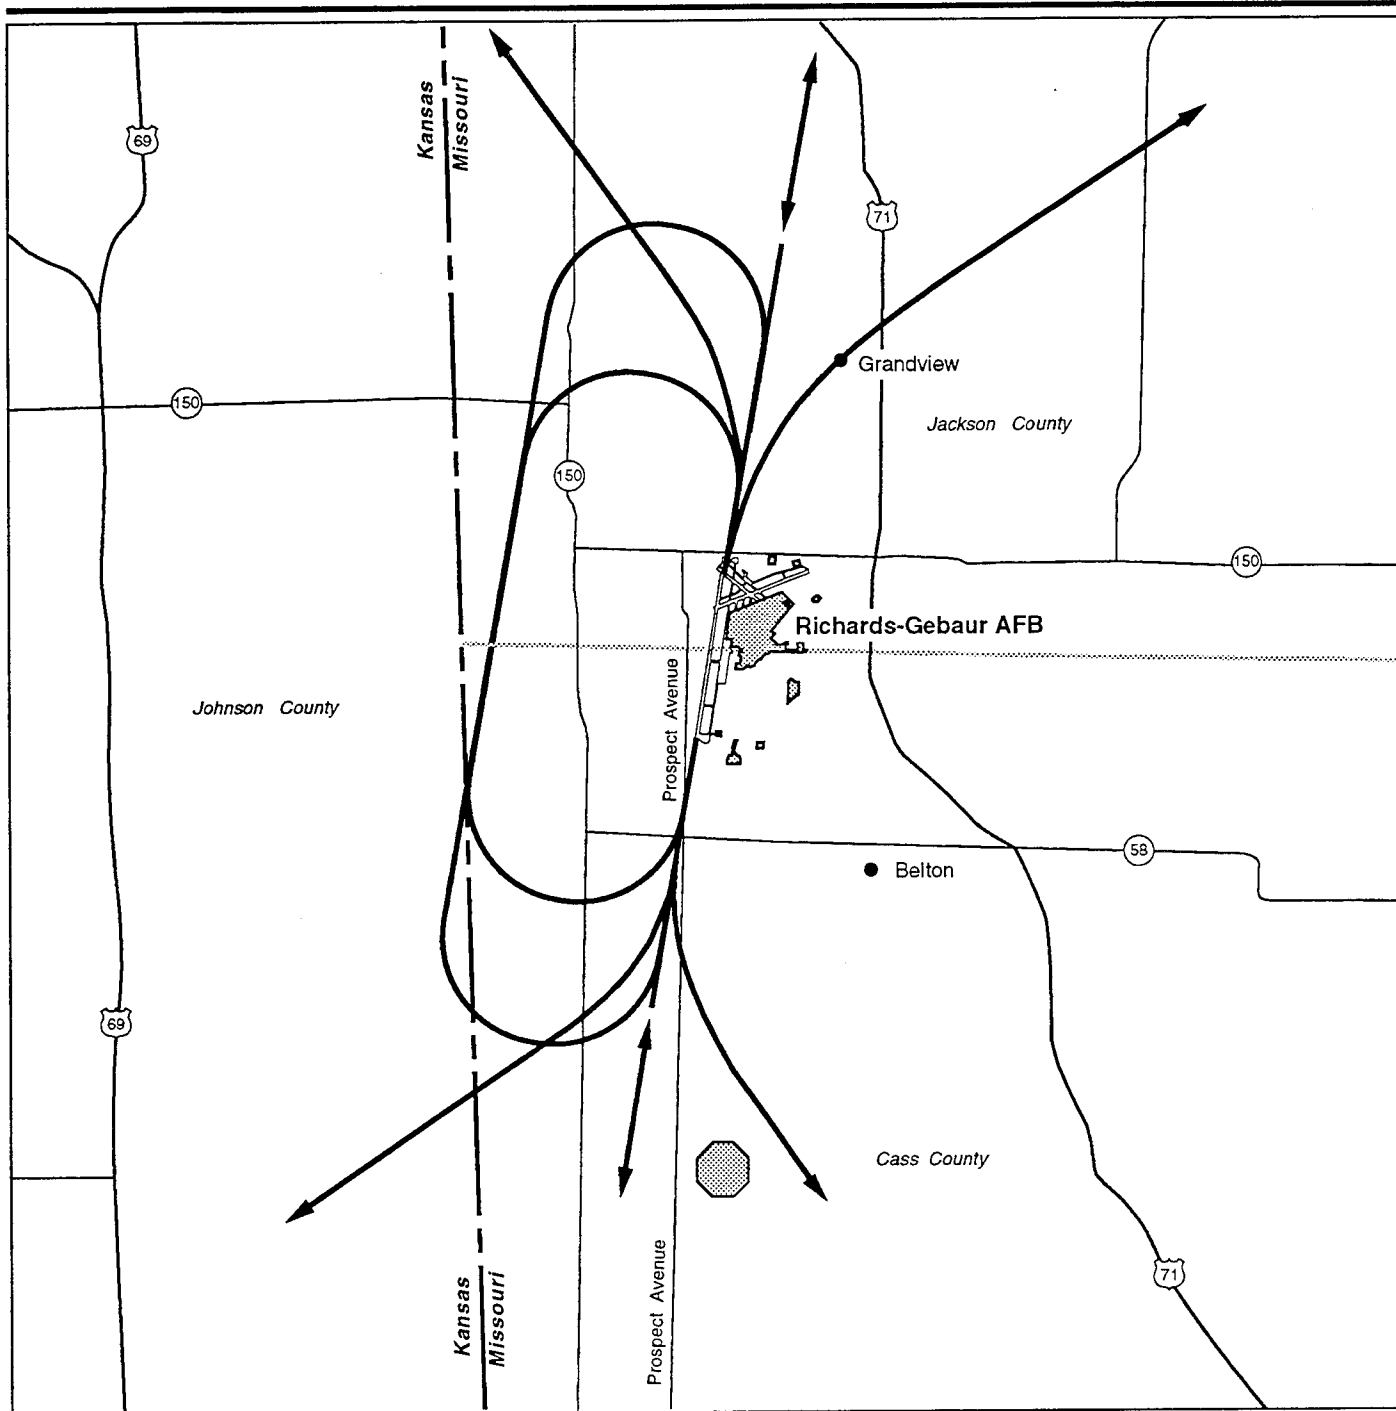 Kansas
Missouri
69
71
Grandview
150
Jackson County
150
150
Richards-Gebaur AFB
Prospect Avenue
Johnson County
58
Belton
69
Cass County
Prospect Avenue
71
Kansas
Missouri